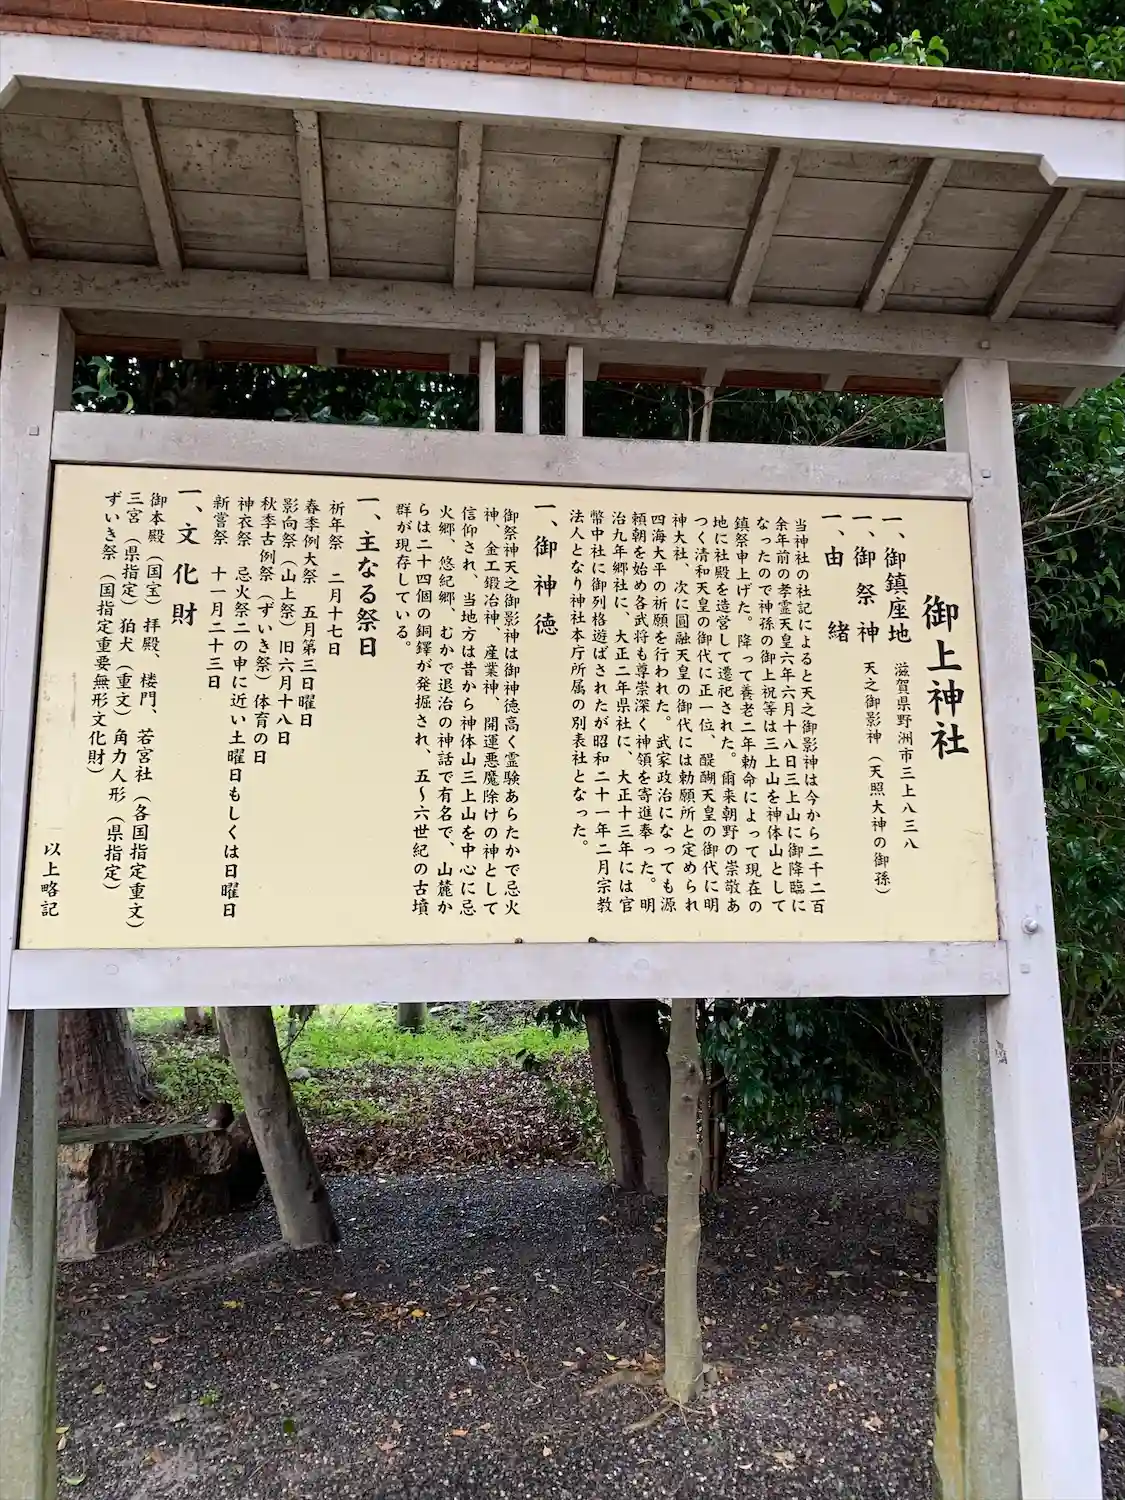 御上神社
一、御鎮座地　滋賀県野洲市三上八三八
一、御祭神　天之御影神（天照大神の御孫）
一、由緒
当神社の社記によると天之御影神は今から二千二百
余年前の孝霊天皇六年六月十八日三上山に御降臨に
なったので神孫の御上祝等は三上山を神体山として
鎮祭申上げた。降って養老二年勅命によって現在の
地に社殿を造営して遷祀された。爾来朝野の崇敬あ
つく清和天皇の御代に正一位、醍醐天皇の御代に明
神大社、次に圓融天皇の御代には勅願所と定められ
四海大平の祈願を行われた。武家政治になっても源
頼朝を始め各武将も尊崇深く神領を寄進奉った。明
治九年郷社に、大正二年県社に、大正十三年には官
幣中社に御列格遊ばされたが昭和二十一年二月宗教
法人となり神社本庁所属の別表社となった。
一、御神徳
御祭神天之御影神は御神徳高く霊験あらたかで忌火
神、金工鍛冶神、産業神、開運悪魔除けの神として
信仰され、当地方は昔から神体山三上山を中心に忌
火郷、悠紀郷、むかで退治の神話で有名で、山麓か
らは二十四個の銅鐸が発掘され、五〜六世紀の古墳
群が現存している。
一、主なる祭日
祈年祭　二月十七日
春季例大祭　五月第三日曜日
影向祭（山上祭）旧六月十八日
秋季古例祭（ずいき祭）体育の日
神衣祭　忌火祭二の申に近い土曜日もしくは日曜日
新嘗祭　十一月二十三日
一、文化財
御本殿（国宝）拝殿、楼門、若宮社（各国指定重文）
三宮（県指定）狛犬（重文）角力人形（県指定）
ずいき祭（国指定重要無形文化財）
以上略記